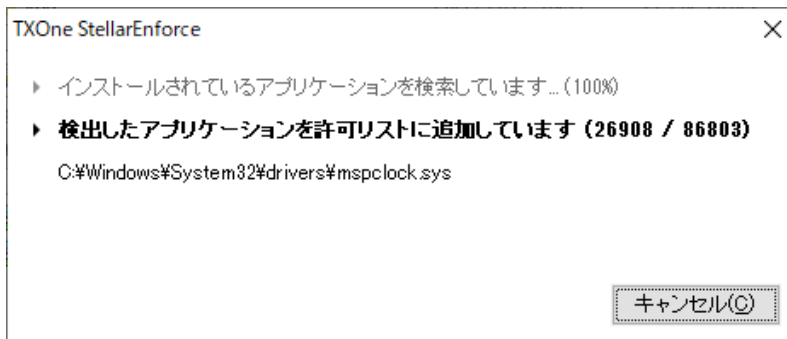 TXOne StellarEnforce
インストールされているアプリケーションを検索しています...(100%)
検出したアプリケーションを許可リストに追加しています (26908 / 86803)
C:¥Windows¥System32¥drivers¥mspclock.sys
キャンセル(C)